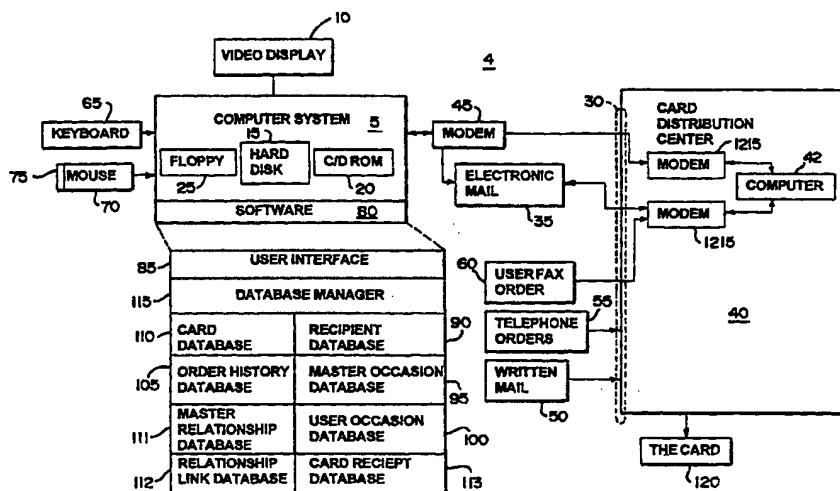 10
VIDEO DISPLAY
4
65
KEYBOARD
COMPUTER SYSTEM 5
15
FLOPPY
HARD
DISK
C/D ROM
25
20
75
MOUSE
70
SOFTWARE 80
45
MODEM
ELECTRONIC
MAIL
35
30
CARD
DISTRIBUTION
CENTER
1215
MODEM
42
COMPUTER
MODEM
1215
60
USER FAX
ORDER
55
TELEPHONE
ORDERS
WRITTEN
MAIL
50
40
THE CARD
120
85
USER INTERFACE
115
DATABASE MANAGER
110
CARD
DATABASE
RECIPIENT
DATABASE
90
105
ORDER HISTORY
DATABASE
MASTER OCCASION
DATABASE
95
111
MASTER
RELATIONSHIP
DATABASE
USER OCCASION
DATABASE
100
112
RELATIONSHIP
LINK DATABASE
CARD RECIEPT
DATABASE
113